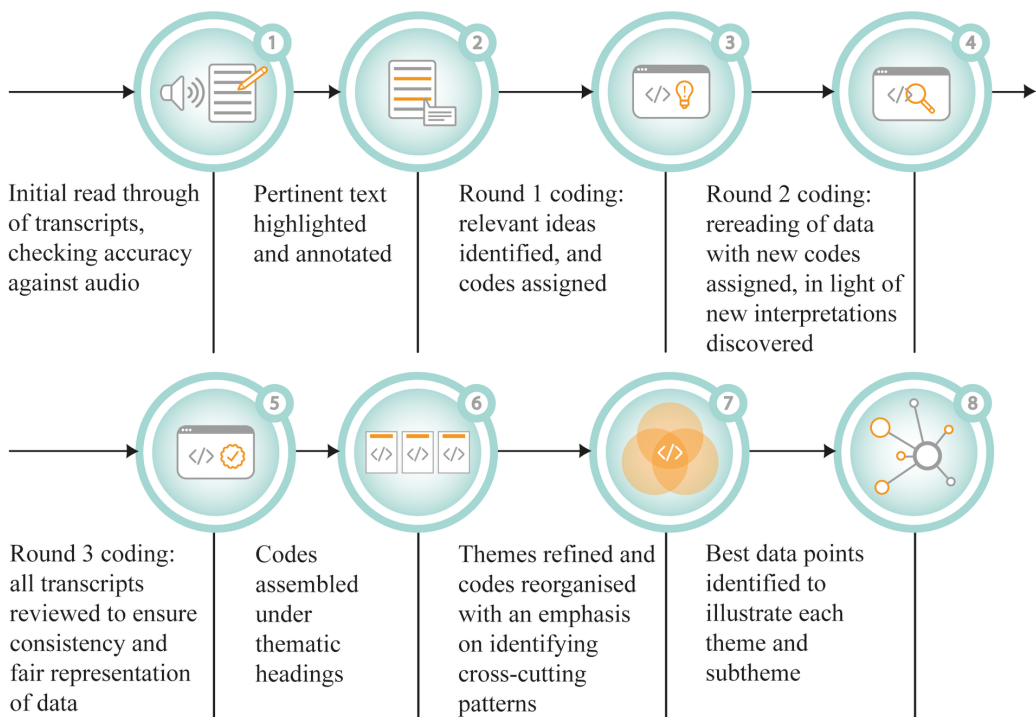 1
2
3
4
</>
</>
Initial read through
of transcripts,
checking accuracy
against audio
Pertinent text
highlighted
and annotated
Round 1 coding:
relevant ideas
identified, and
codes assigned
Round 2 coding:
rereading of data
with new codes
assigned, in light of
new interpretations
discovered
5
6
7
8
</>
</>
</>
</>
</>
Round 3 coding:
all transcripts
reviewed to ensure
consistency and
fair representation
of data
Codes
assembled
under
thematic
headings
Themes refined and
codes reorganised
with an emphasis
on identifying
cross-cutting
patterns
Best data points
identified to
illustrate each
theme and
subtheme